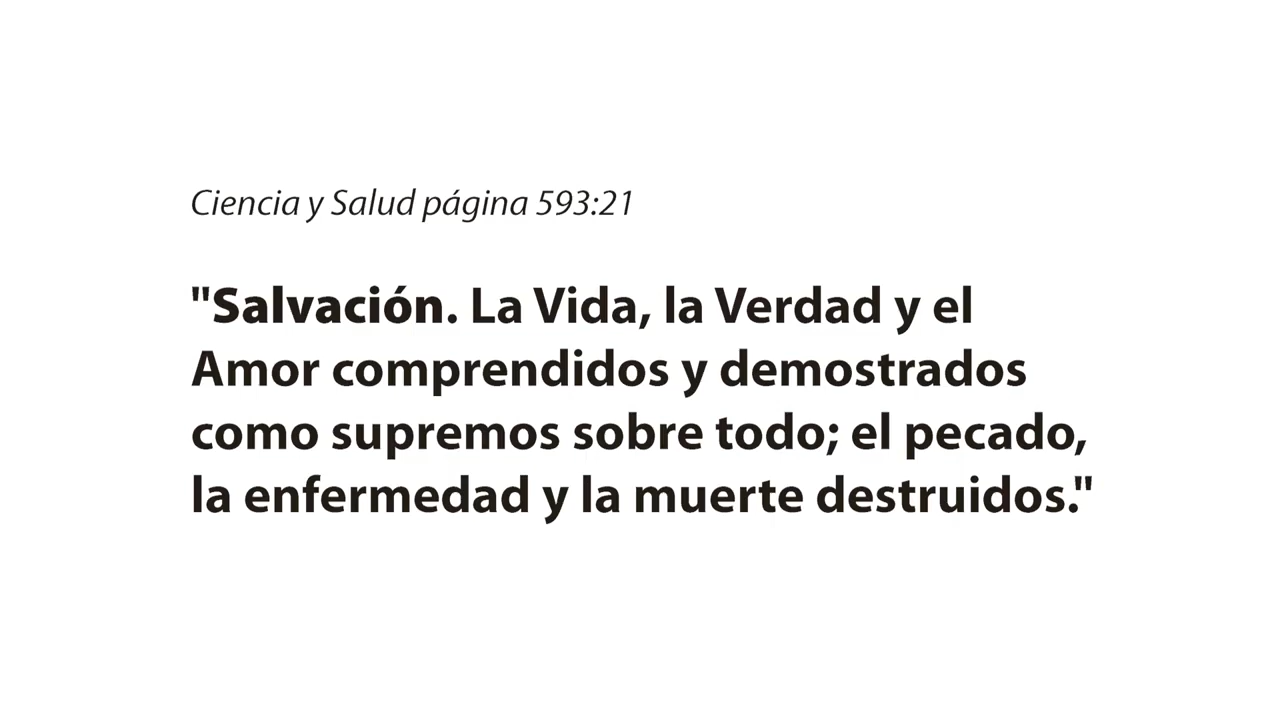 Ciencia y Salud página 593:21
"Salvación. La Vida, la Verdad y el
Amor comprendidos y demostrados
como supremos sobre todo; el pecado,
la enfermedad y la muerte destruidos."